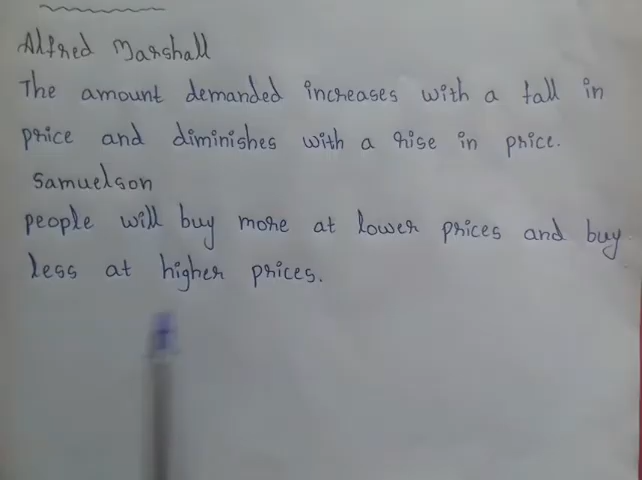 Alfred Marshall
The amount demanded increases with a fall in
price and diminishes with a rise in price.
Samuelson
people will buy more at lower prices and buy
less at higher prices.